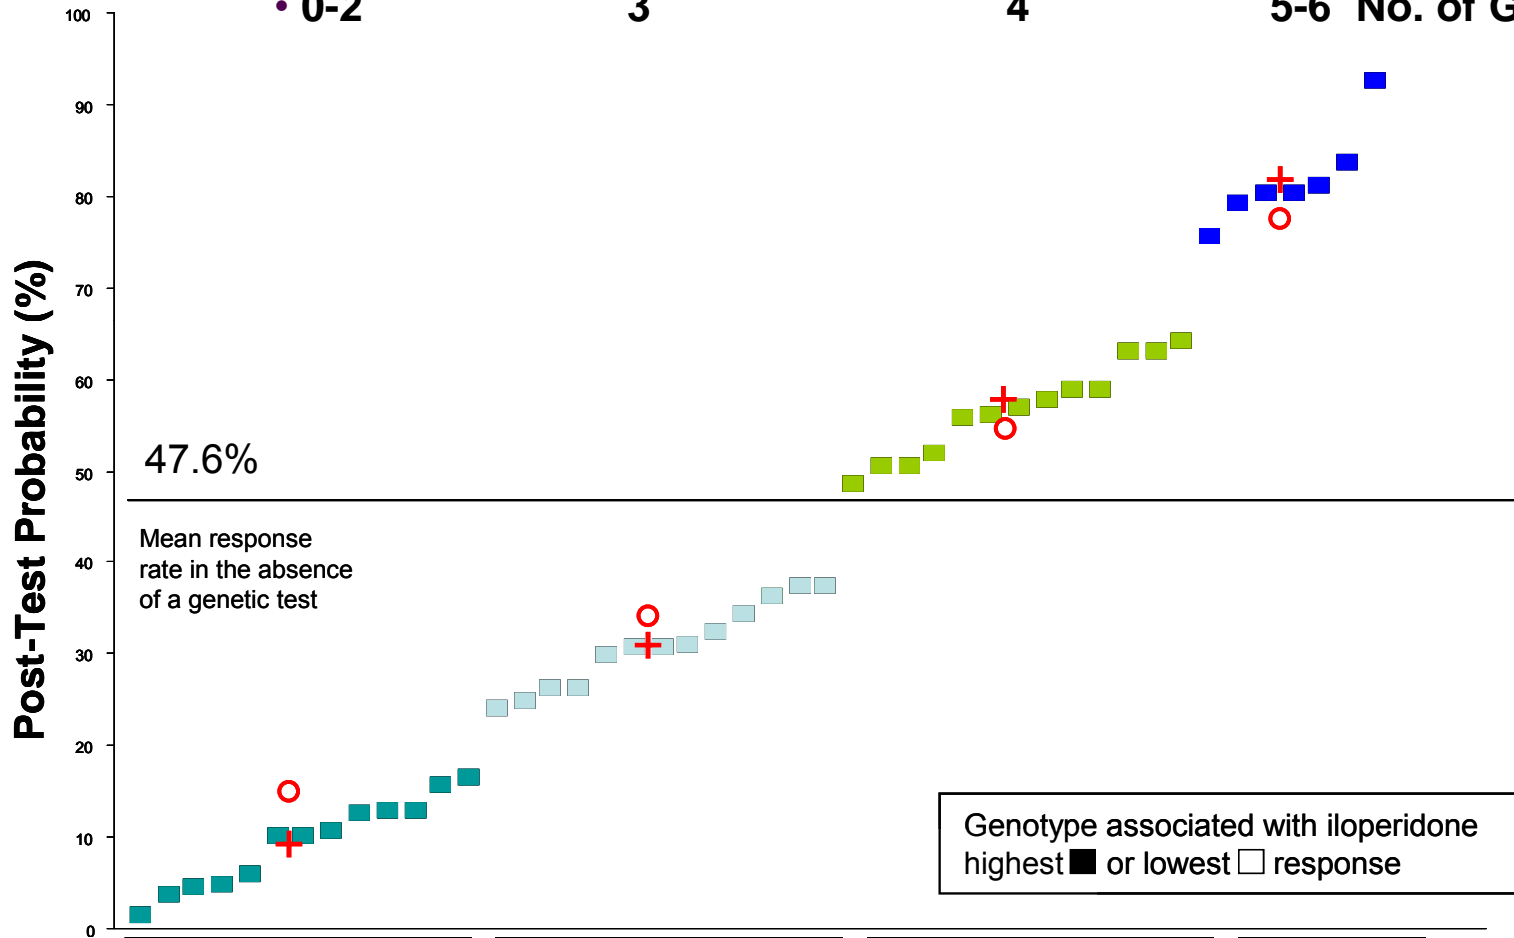 • 0-2 3 4 5-6 No. of G
100
90
80
70
60
50
40
30
20
10
0
Post-Test Probability (%)
47.6%
Mean response
rate in the absence
of a genetic test
Genotype associated with iloperidone
highest ■ or lowest □ response